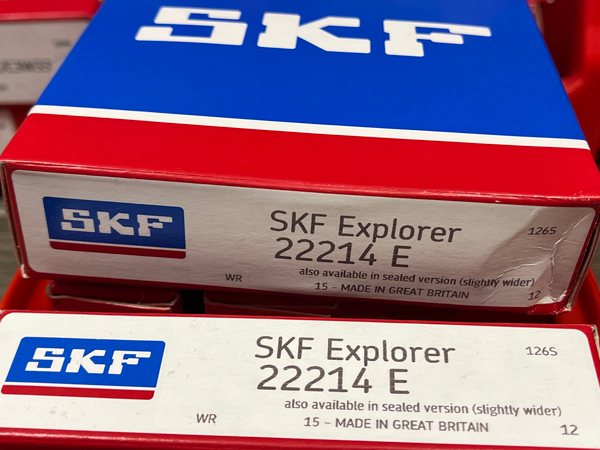 SKF
SKF
SKF Explorer
1265
22214 E
also available in sealed version (slightly wider)
WR
15 - MADE IN GREAT BRITAIN
12
SKF
SKF Explorer
1265
22214 E
also available in sealed version (slightly wider)
WR
15 - MADE IN GREAT BRITAIN
12